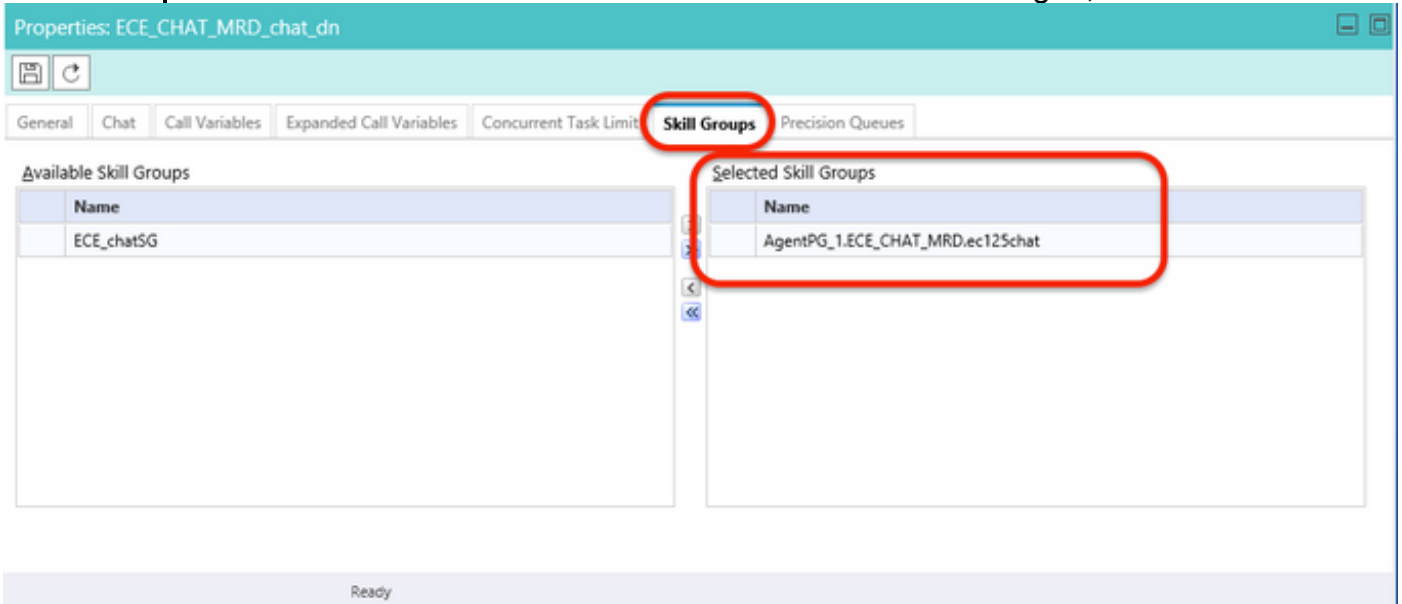 Properties: ECE_CHAT_MRD_chat_dn
General Chat Call Variables Expanded Call Variables Concurrent Task Limit Skill Groups Precision Queues
Available Skill Groups Selected Skill Groups
Name Name
ECE_chatSG AgentPG_1.ECE_CHAT_MRD.ec125chat
Ready